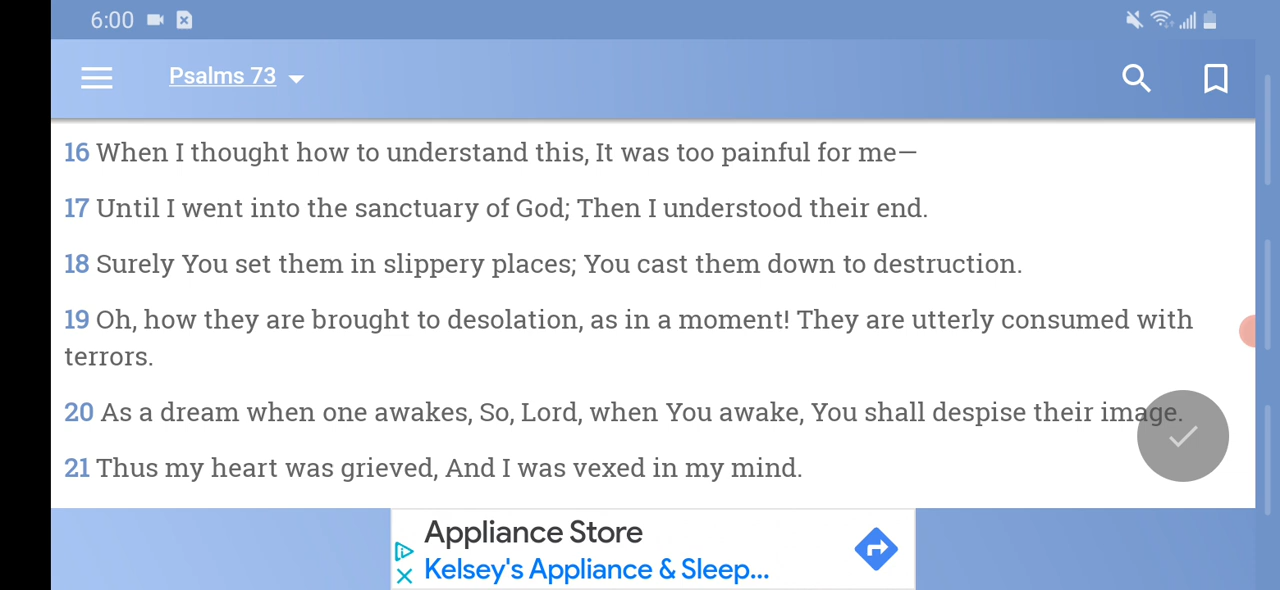 6:00
Psalms 73
16 When I thought how to understand this, It was too painful for me—
17 Until I went into the sanctuary of God; Then I understood their end.
18 Surely You set them in slippery places; You cast them down to destruction.
19 Oh, how they are brought to desolation, as in a moment! They are utterly consumed with
terrors.
20 As a dream when one awakes, So, Lord, when You awake, You shall despise their image.
21 Thus my heart was grieved, And I was vexed in my mind.
Appliance Store
Kelsey's Appliance & Sleep...